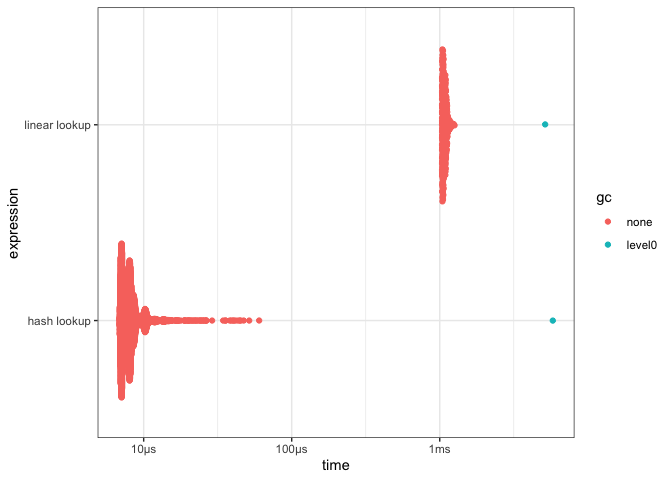 expression
linear lookup
hash lookup
10µs
100µs
1ms
time
gc
none
level0